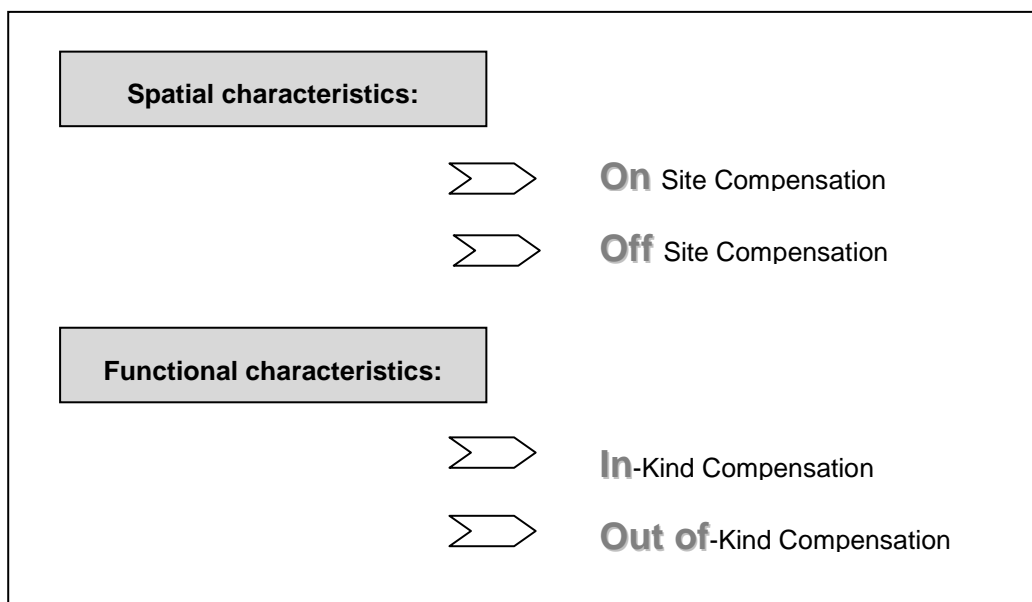 Spatial characteristics:
On Site Compensation
Off Site Compensation
Functional characteristics:
In-Kind Compensation
Out of-Kind Compensation